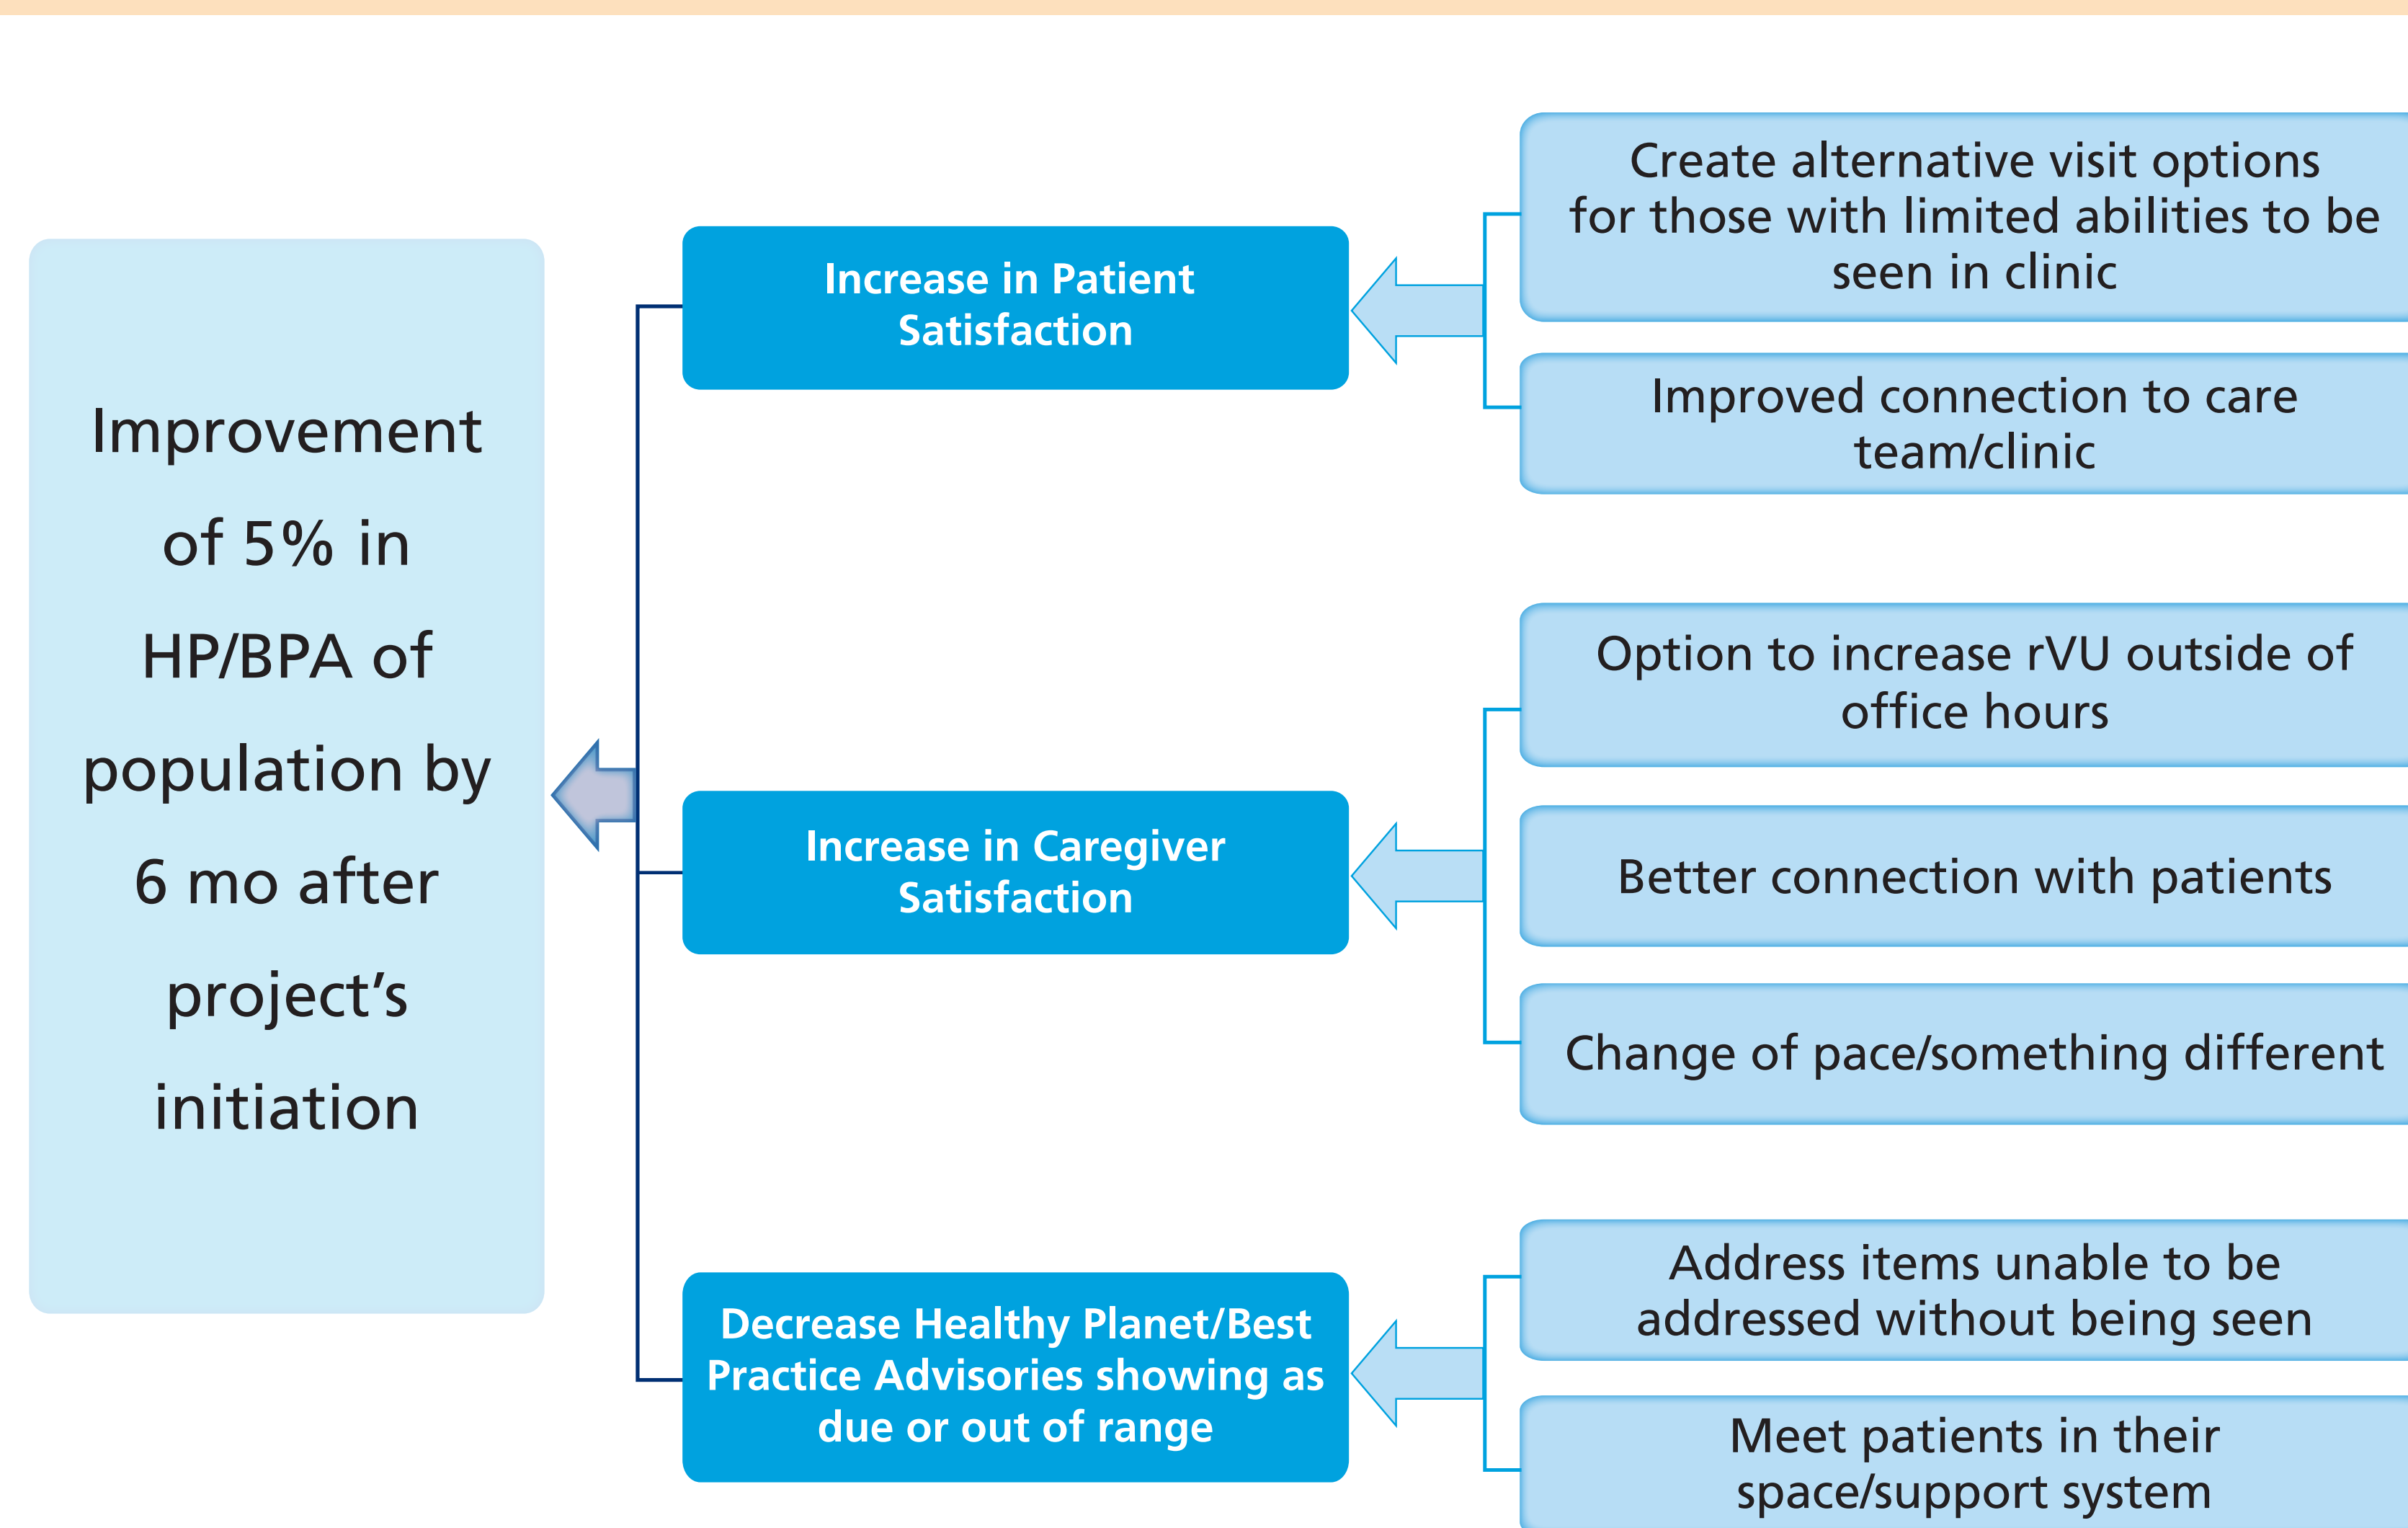 Improvement
of 5% in
HP/BPA of
population by
6 mo after
project’s
initiation
Increase in Patient
Satisfaction
Create alternative visit options
for those with limited abilities to be
seen in clinic
Improved connection to care
team/clinic
Increase in Caregiver
Satisfaction
Option to increase rVU outside of
office hours
Better connection with patients
Change of pace/something different
Decrease Healthy Planet/Best
Practice Advisories showing as
due or out of range
Address items unable to be
addressed without being seen
Meet patients in their
space/support system